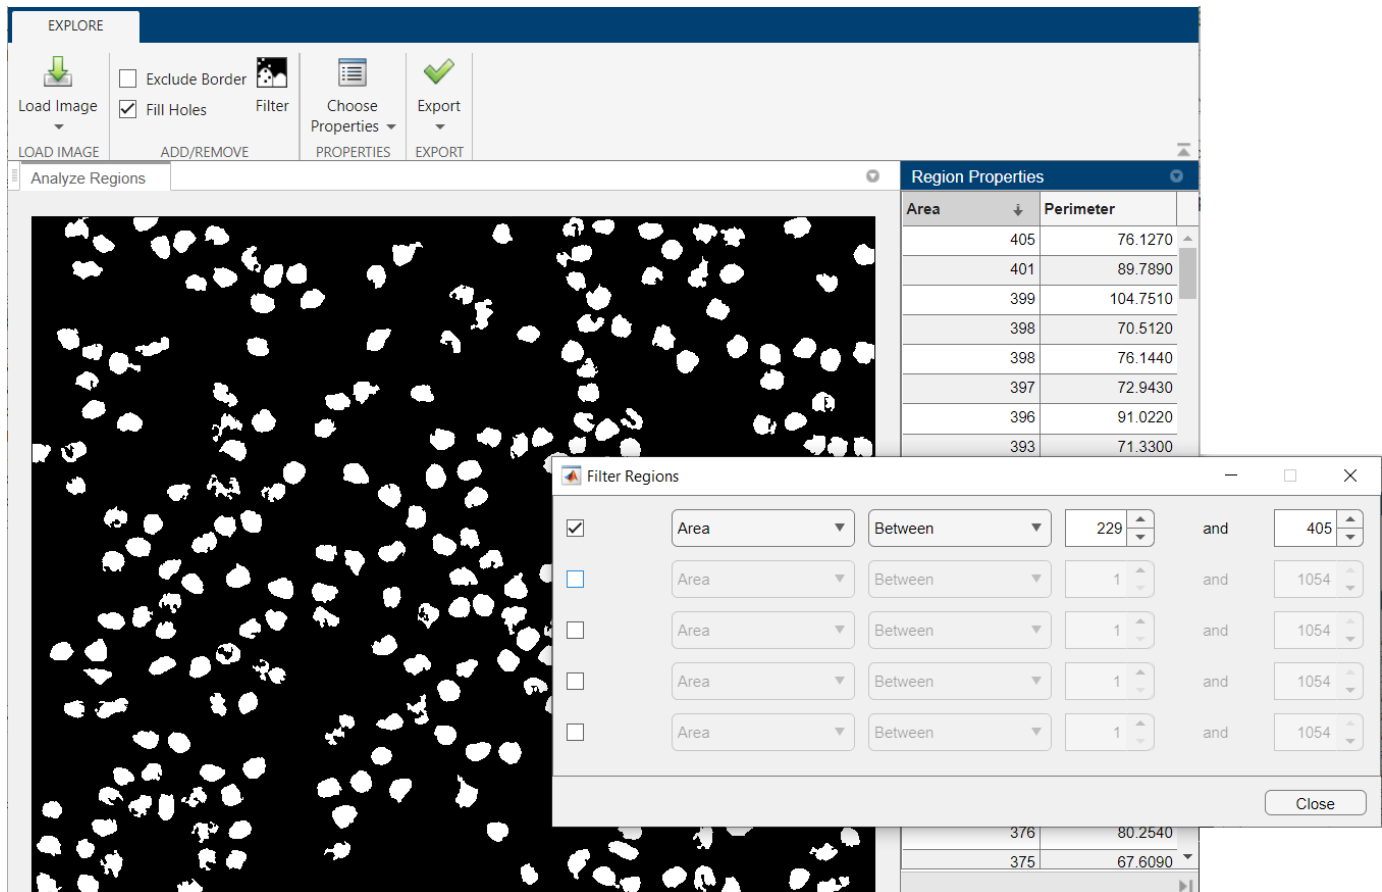 EXPLORE
Load Image
Exclude Border
Fill Holes
Filter
Choose
Properties
Export
LOAD IMAGE
ADD/REMOVE
PROPERTIES
EXPORT
Analyze Regions
Region Properties
Area Perimeter
405 76.1270
401 89.7890
399 104.7510
398 70.5120
398 76.1440
397 72.9430
396 91.0220
393 71.3300
Filter Regions
Area Between 229 and 405
Area Between 1 and 1054
Area Between 1 and 1054
Area Between 1 and 1054
Area Between 1 and 1054
Close
376 80.2540
375 67.6090